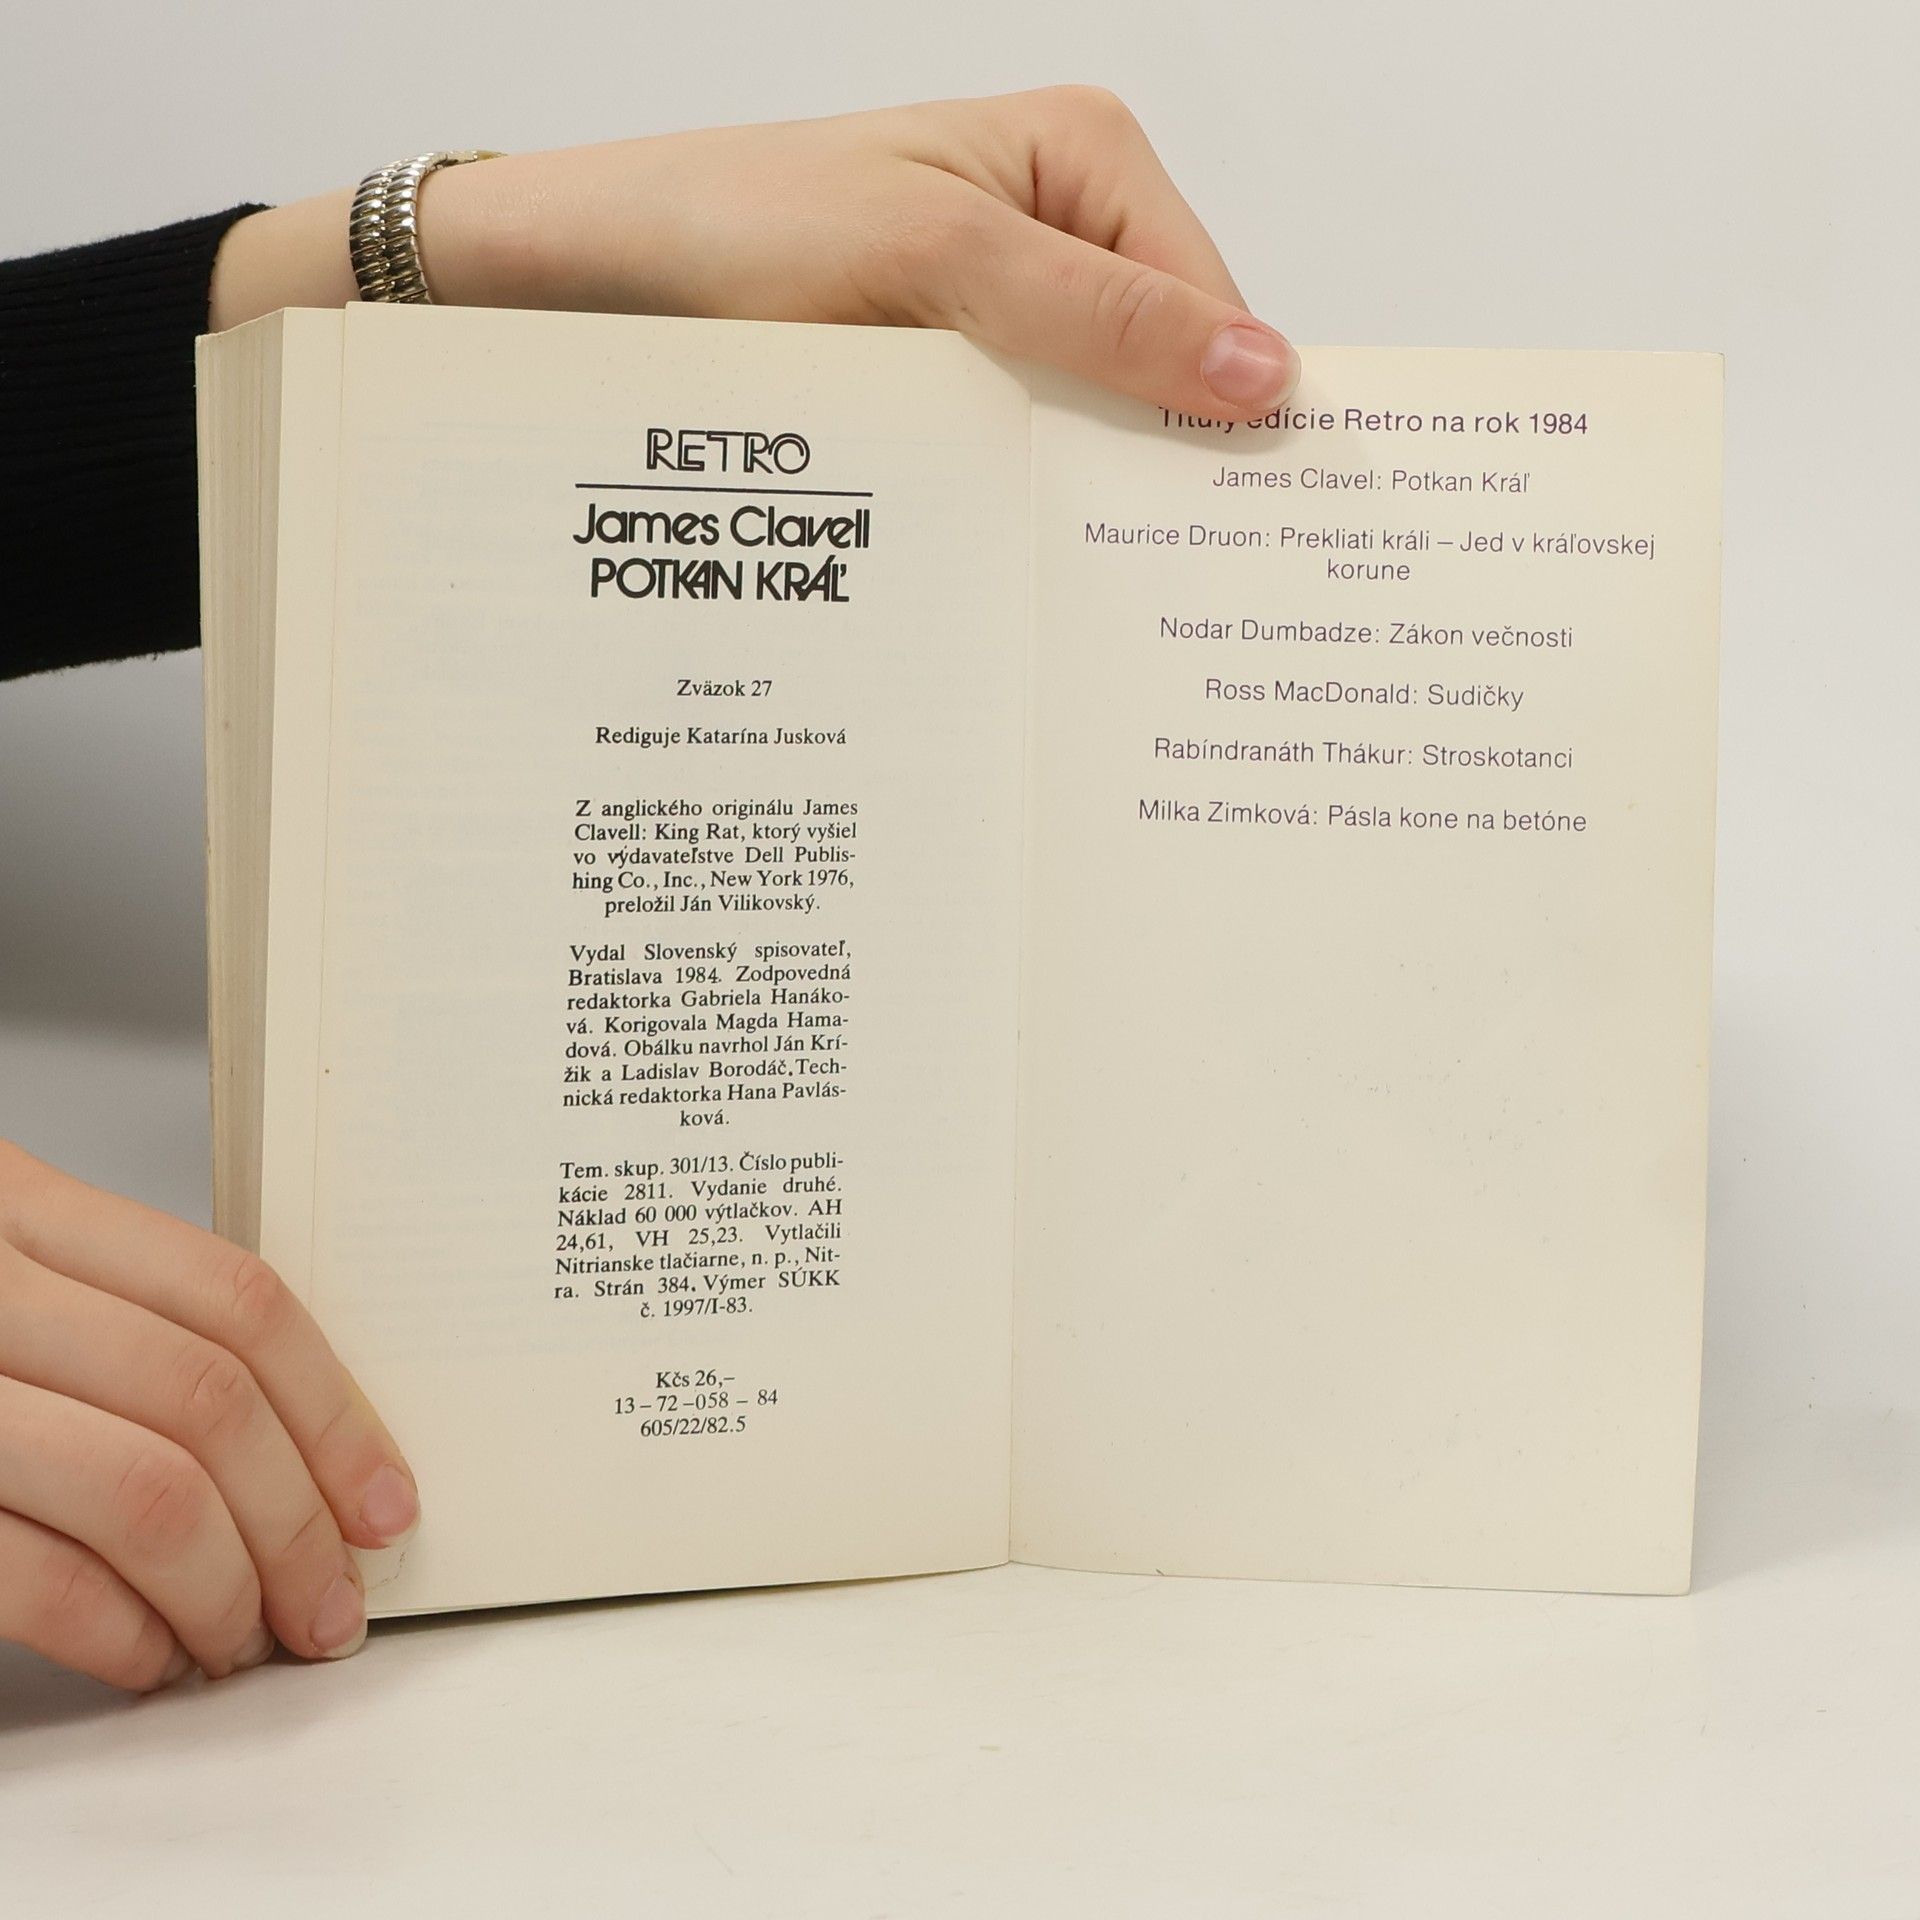 RETRO
James Clavell
POTKAN KRÁĽ
Zväzok 27
Rediguje Katarína Jusková
Z anglického originálu James
Clavell: King Rat, ktorý vyšiel
vo výdavateľstve Dell Publis-
hing Co., Inc., New York 1976,
preložil Ján Vilikovský.
Vydal Slovenský spisovateľ,
Bratislava 1984. Zodpovedná
redaktorka Gabriela Hanáko-
vá. Korigovala Magda Hama-
dová. Obálku navrhol Ján Krí-
žik a Ladislav Borodáč. Tech-
nická redaktorka Hana Pavlás-
ková.
Tem. skup. 301/13. Číslo publi-
kácie 2811. Vydanie druhé.
Náklad 60 000 výtlačkov. AH
24,61, VH 25,23. Vytlačili
Nitrianske tlačiarne, n. p., Nit-
ra. Strán 384. Výmer SÚKK
č. 1997/I-83.
Kčs 26,–
13 – 72 –058 – 84
605/22/82.5
Tituly edície Retro na rok 1984
James Clavel: Potkan Kráľ
Maurice Druon: Prekliati králi – Jed v kráľovskej
korune
Nodar Dumbadze: Zákon večnosti
Ross MacDonald: Sudičky
Rabíndranáth Thákur: Stroskotanci
Milka Zimková: Pásla kone na betóne